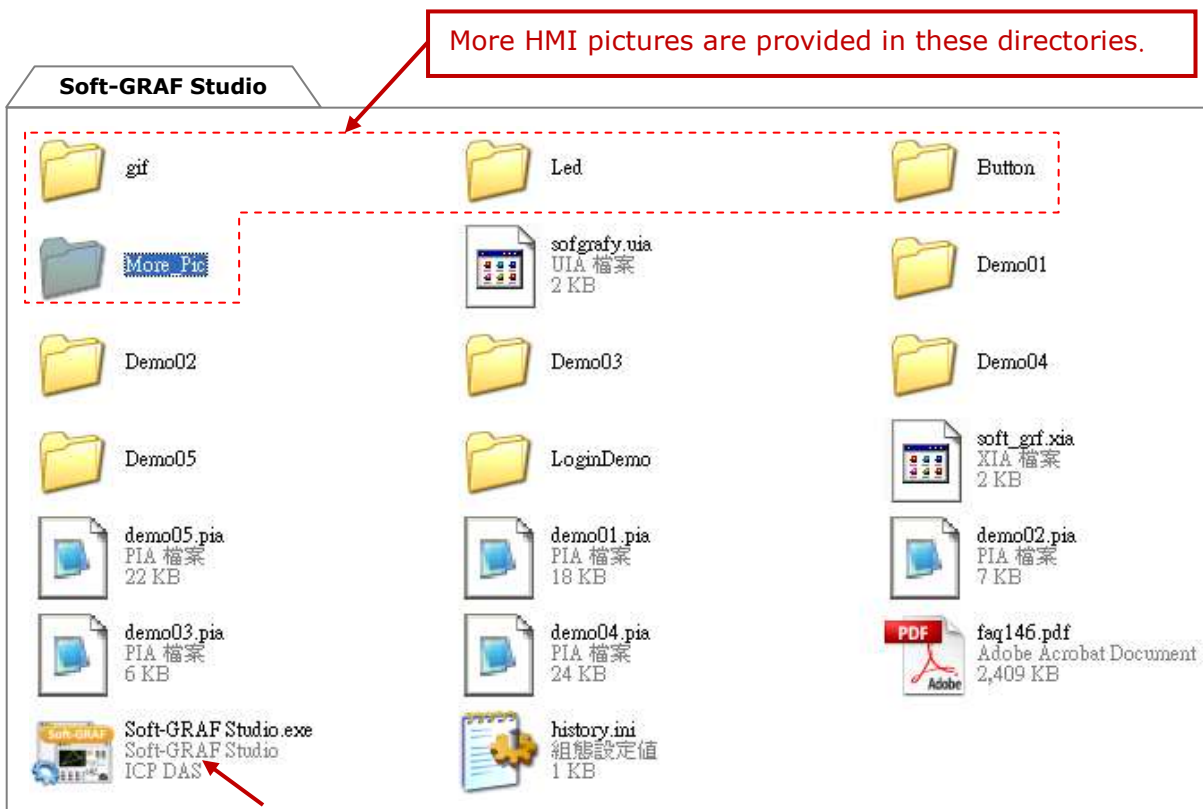 More HMI pictures are provided in these directories.
Soft-GRAF Studio
gif
Led
Button
More_Pic
sofgrafy.uia
UIA 檔案
2 KB
Demo01
Demo02
Demo03
Demo04
Demo05
LoginDemo
soft_grf.xia
XIA 檔案
2 KB
demo05.pia
PIA 檔案
22 KB
demo01.pia
PIA 檔案
18 KB
demo02.pia
PIA 檔案
7 KB
demo03.pia
PIA 檔案
6 KB
demo04.pia
PIA 檔案
24 KB
PDF
Adobe
faq146.pdf
Adobe Acrobat Document
2,409 KB
Soft-GRAF
Soft-GRAF Studio.exe
Soft-GRAF Studio
ICP DAS
history.ini
組態設定值
1 KB